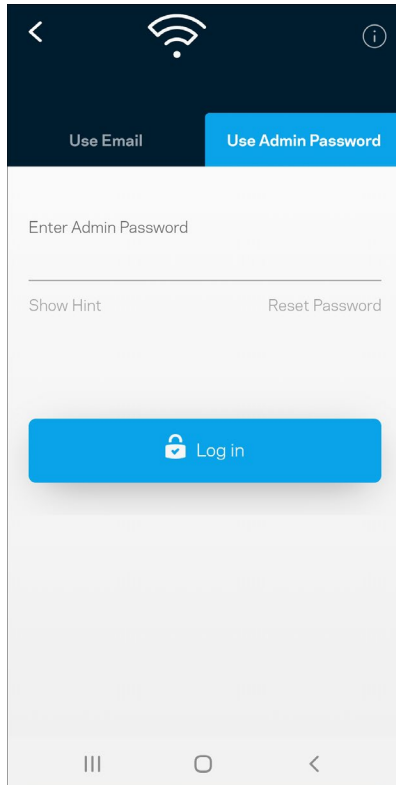 Use Email
Use Admin Password
Enter Admin Password
Show Hint
Reset Password
Log in